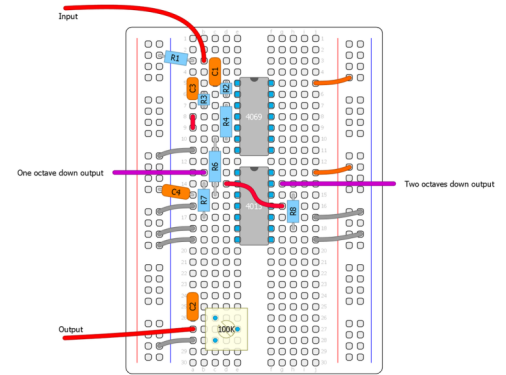 Input
R1
C1
C3
R2
R3
4069
R4
R6
One octave down output
Two octaves down output
C4
R7
4013
R8
C2
100K
Output